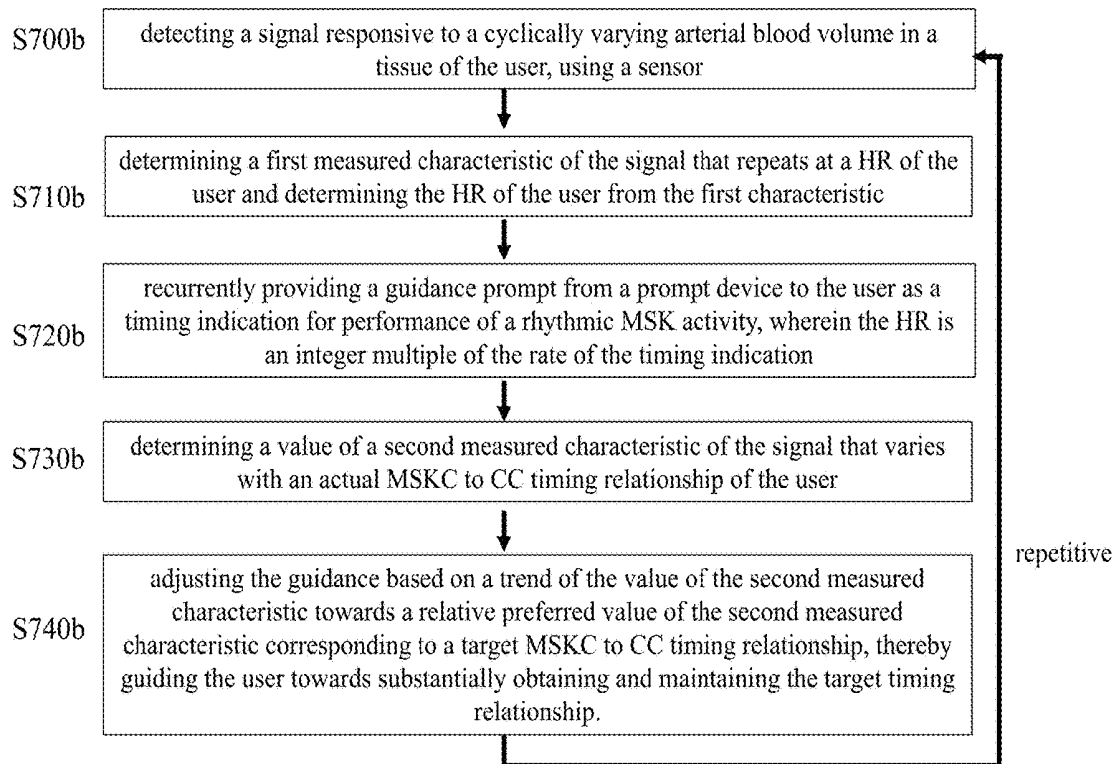 S700b
detecting a signal responsive to a cyclically varying arterial blood volume in a
tissue of the user, using a sensor
S710b
determining a first measured characteristic of the signal that repeats at a HR of the
user and determining the HR of the user from the first characteristic
S720b
recurrently providing a guidance prompt from a prompt device to the user as a
timing indication for performance of a rhythmic MSK activity, wherein the HR is
an integer multiple of the rate of the timing indication
S730b
determining a value of a second measured characteristic of the signal that varies
with an actual MSKC to CC timing relationship of the user
S740b
adjusting the guidance based on a trend of the value of the second measured
characteristic towards a relative preferred value of the second measured
characteristic corresponding to a target MSKC to CC timing relationship, thereby
guiding the user towards substantially obtaining and maintaining the target timing
relationship.
repetitive